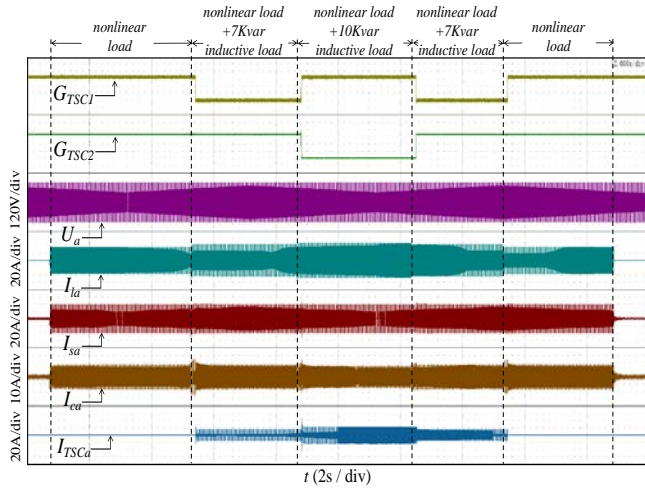 nonlinear load
nonlinear load
+7Kvar
inductive load
nonlinear load
+10Kvar
inductive load
nonlinear load
+7Kvar
inductive load
nonlinear
load
G_TSC1
G_TSC2
120V/div
U_a
20A/div
I_la
20A/div
I_sa
10A/div
I_ca
20A/div
I_TSCa
t (2s / div)